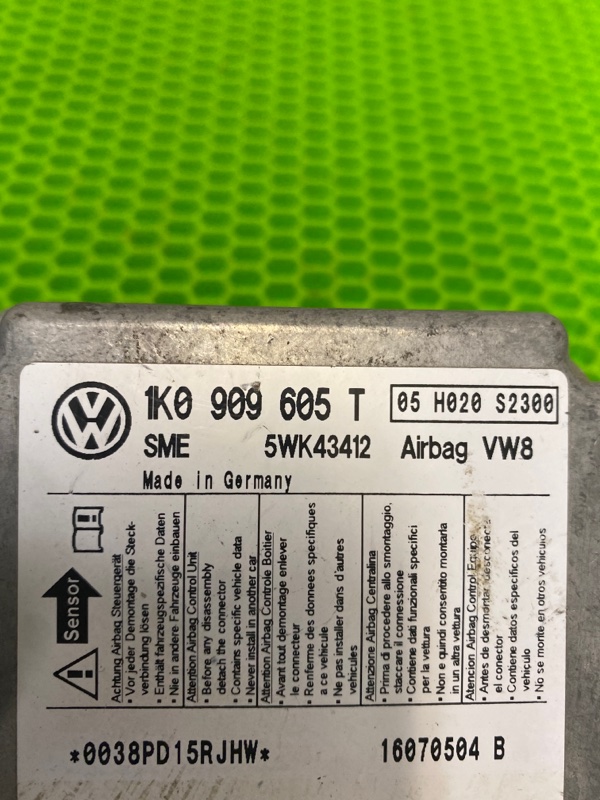 1K0 909 605 T
05 H020 S2300
SME 5WK43412 Airbag VW8
Made in Germany
Sensor
Achtung Airbag Steuergerät
• Vor jeder Demontage die Steck-
verbindung lösen
• Enthält fahrzeugspezifische Daten
• Nie in andere Fahrzeuge einbauen
Attention Airbag Control Unit
• Before any disassembly
detach the connector
• Contains specific vehicle data
• Never install in another car
Attention Airbag Controle Boitier
• Avant tout demontage enlever
le connecteur
• Renferme des donnees specifiques
a ce vehicule
• Ne pas installer dans d'autres
vehicules
Attenzione Airbag Centralina
• Prima di procedere allo smontaggio,
staccare il connessione
• Contiene dati funzionali specifici
per la vettura
• Non e quindi consentito montarla
in un altra vettura
Atencion Airbag Control Equipo
• Antes de desmontar desconect.
el conector
• Contiene datos especificos del
vehiculo
• No se monte en otros vehiculos
*0038PD15RJHW*
16070504 B